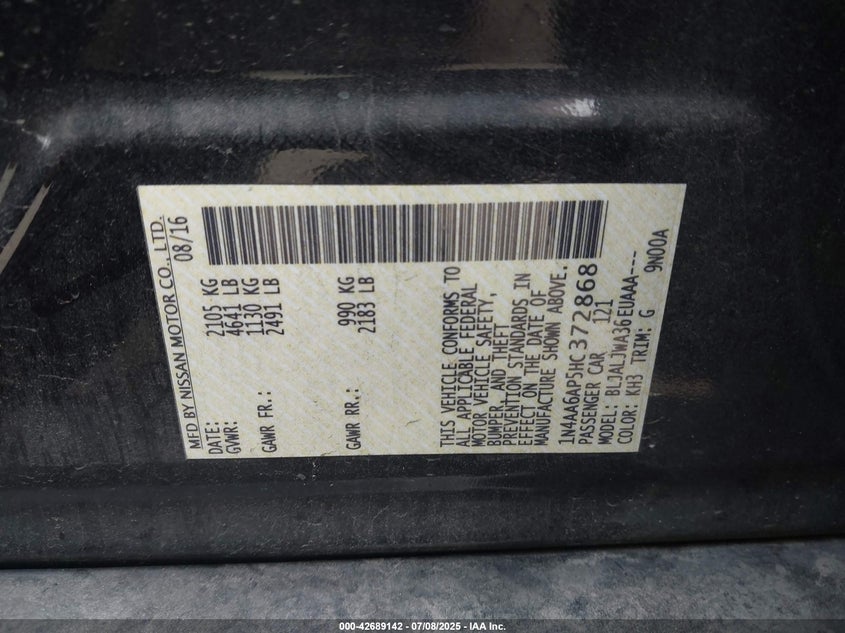 MFD BY NISSAN MOTOR CO., LTD.
DATE: 08/16
GVWR: 2105 KG
4641 LB
GAWR FR.: 1130 KG
2491 LB
GAWR RR.: 990 KG
2183 LB
THIS VEHICLE CONFORMS TO
ALL APPLICABLE FEDERAL
MOTOR VEHICLE SAFETY,
BUMPER, AND THEFT
PREVENTION STANDARDS IN
EFFECT ON THE DATE OF
MANUFACTURE SHOWN ABOVE.
1N4AA6AP5HC372868
PASSENGER CAR 121
MODEL: BLJALJWA36EUAAA---
COLOR: KH3 TRIM: G 9N00A
000-42689142 - 07/08/2025 - IAA Inc.